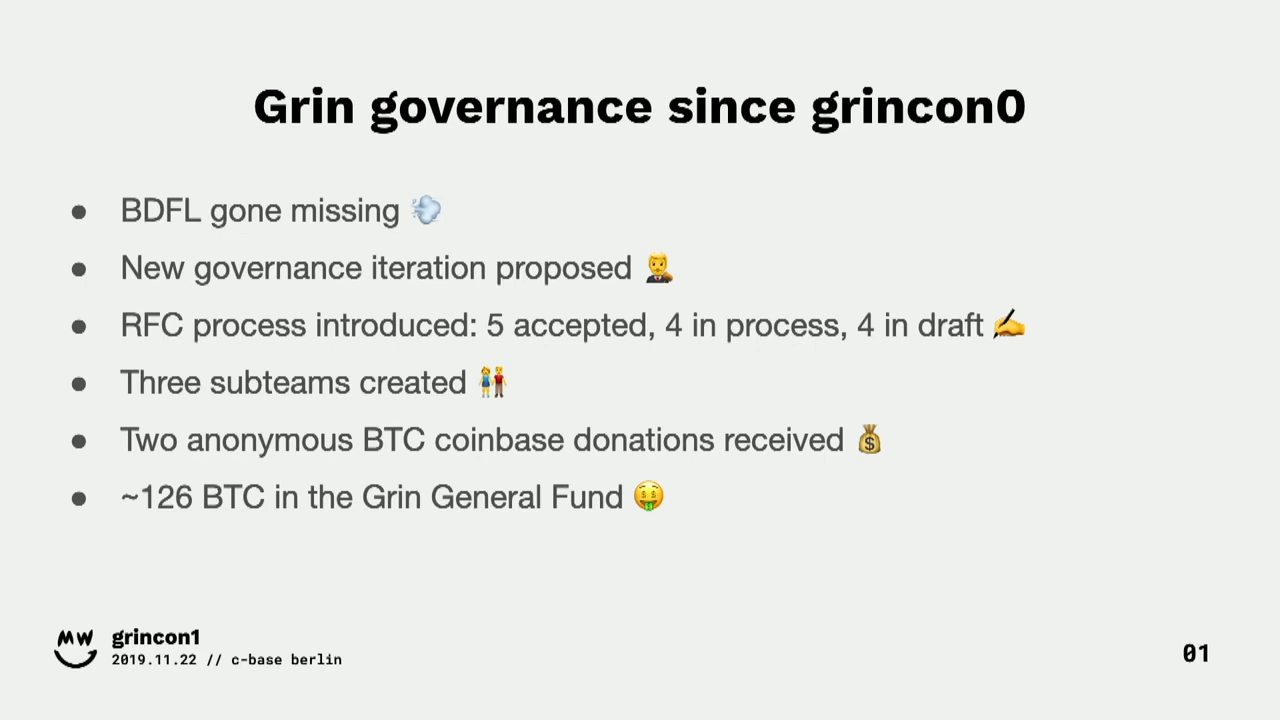 Grin governance since grincon0
● BDFL gone missing 💨
● New governance iteration proposed 👨‍⚖️
● RFC process introduced: 5 accepted, 4 in process, 4 in draft ✍️
● Three subteams created 👫
● Two anonymous BTC coinbase donations received 💰
● ~126 BTC in the Grin General Fund 🤑
MW
grincon1
2019.11.22 // c-base berlin
01